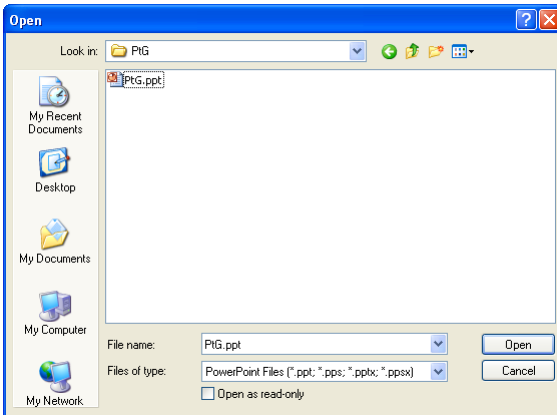 Open
Look in: PtG
PtG.ppt
My Recent
Documents
Desktop
My Documents
My Computer
My Network
File name: PtG.ppt Open
Files of type: PowerPoint Files (*.ppt; *.pps; *.pptx; *.ppsx) Cancel
Open as read-only